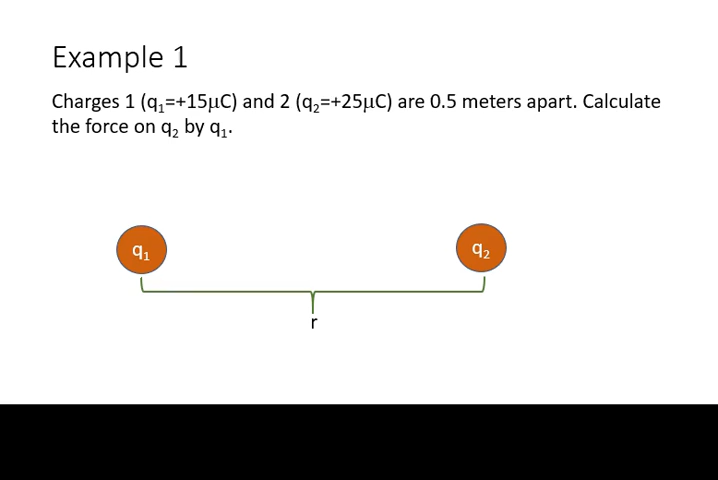 Example 1
Charges 1 (q₁=+15μC) and 2 (q₂=+25μC) are 0.5 meters apart. Calculate
the force on q₂ by q₁.
q₁ q₂
r